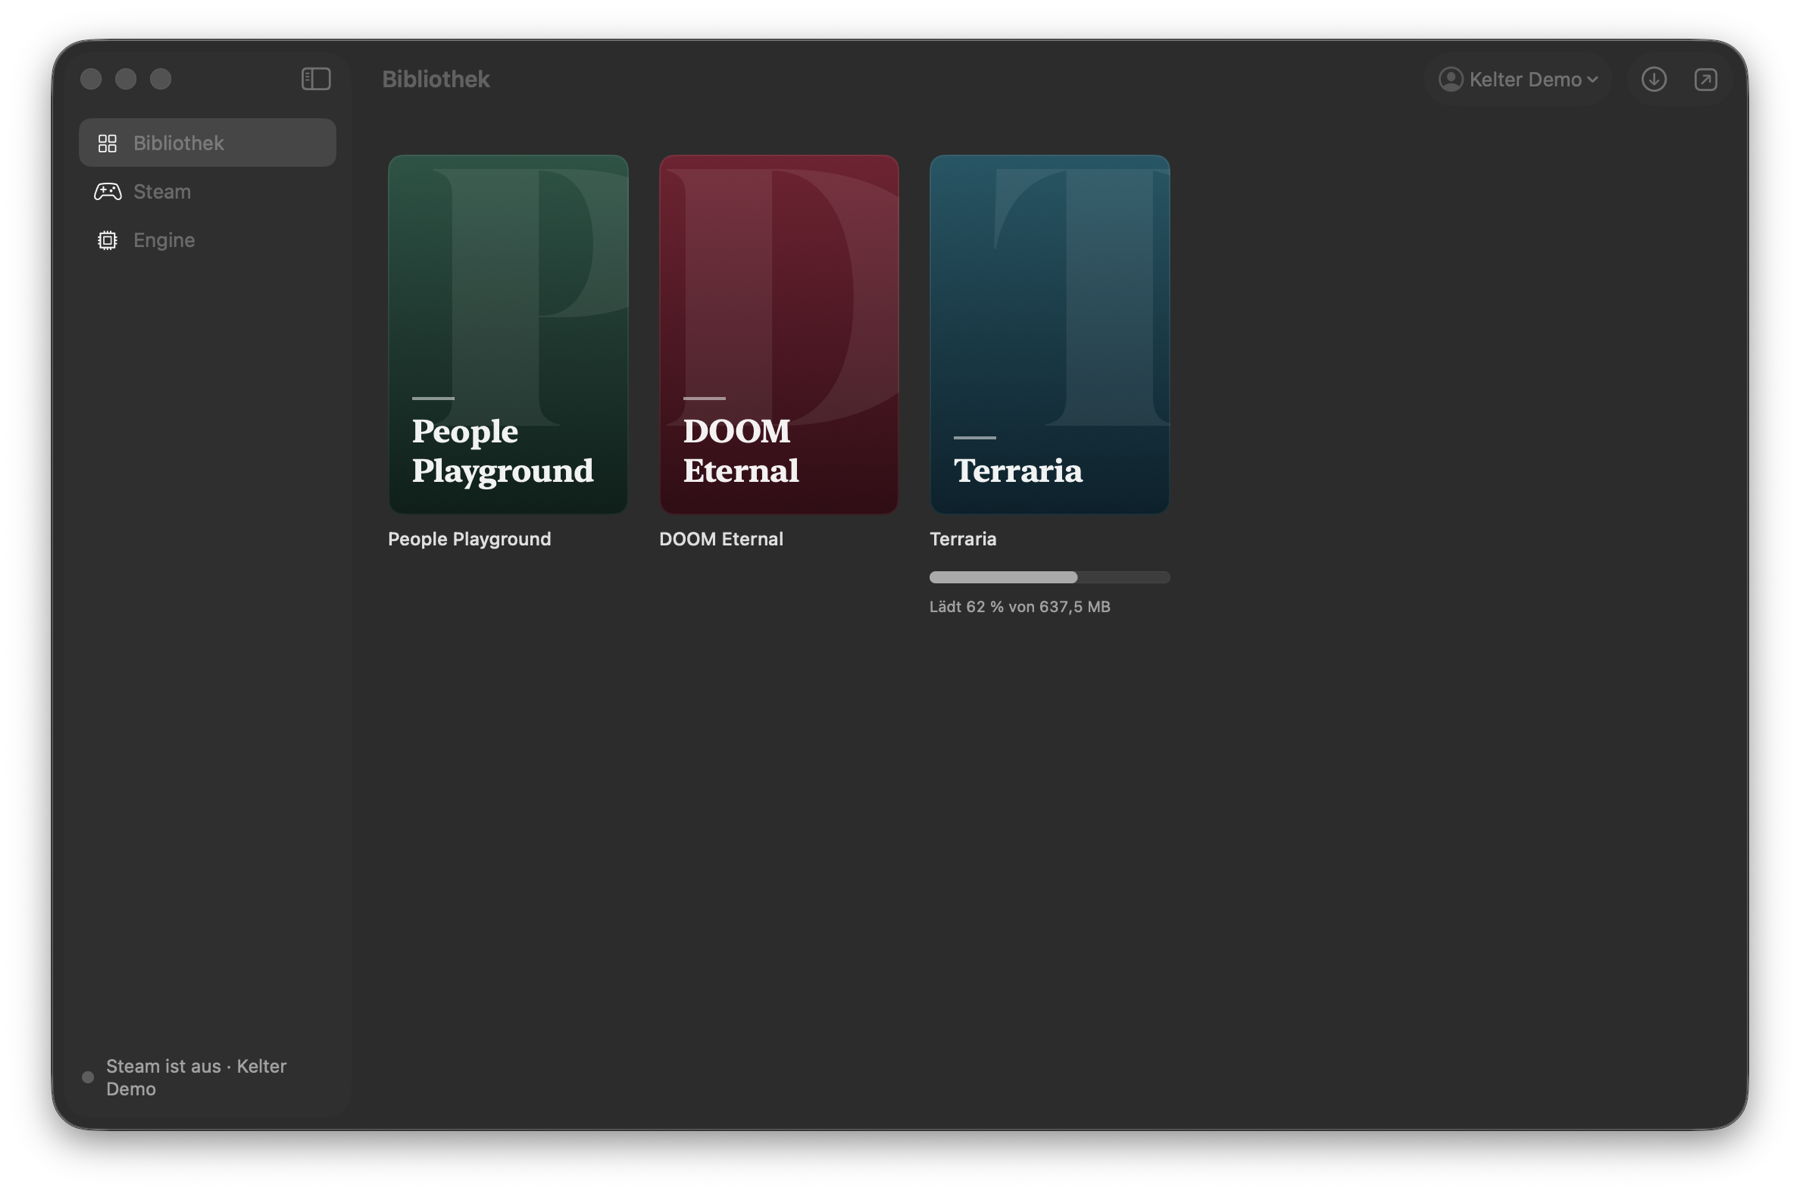 Bibliothek
Kelter Demo
Bibliothek
Steam
Engine
P
People
Playground
People Playground
D
DOOM
Eternal
DOOM Eternal
T
Terraria
Terraria
Lädt 62 % von 637,5 MB
Steam ist aus · Kelter
Demo